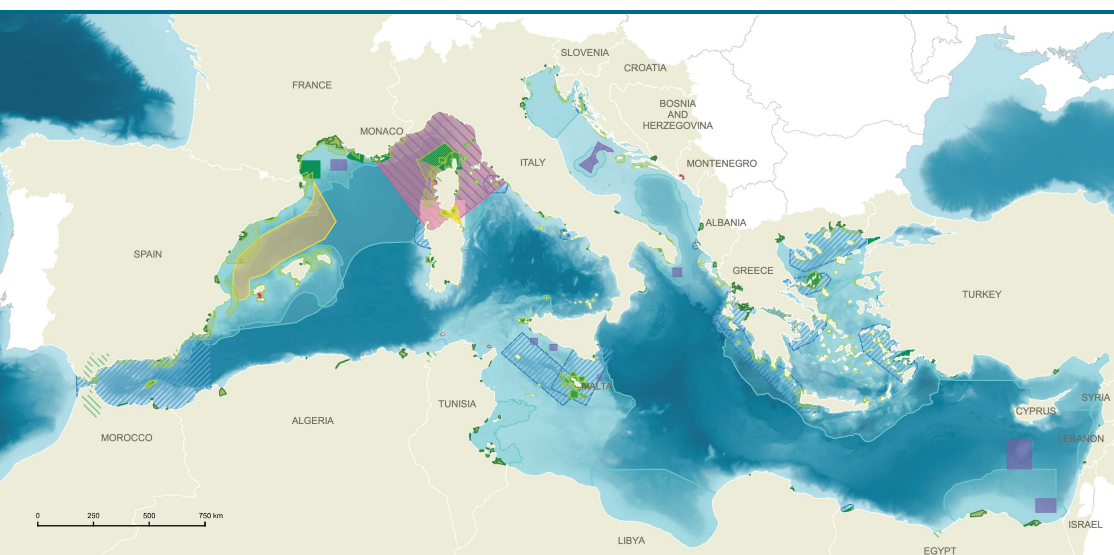 SLOVENIA
CROATIA
FRANCE
BOSNIA
AND
HERZEGOVINA
MONACO
ITALY
MONTENEGRO
ALBANIA
SPAIN
GREECE
TURKEY
MALTA
SYRIA
TUNISIA
CYPRUS
ALGERIA
MOROCCO
LEBANON
0 250 500 750 km
ISRAEL
LIBYA
EGYPT